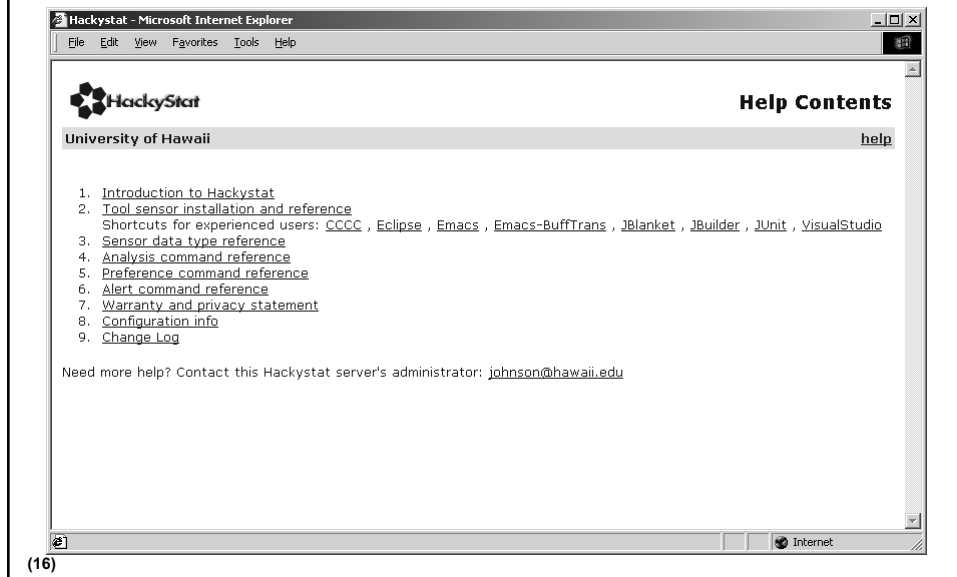 Hackystat - Microsoft Internet Explorer
File Edit View Favorites Tools Help
HackyStat
Help Contents
University of Hawaii help
1. Introduction to Hackystat
2. Tool sensor installation and reference
Shortcuts for experienced users: CCCC , Eclipse , Emacs , Emacs-BuffTrans , JBlanket , JBuilder , JUnit , VisualStudio
3. Sensor data type reference
4. Analysis command reference
5. Preference command reference
6. Alert command reference
7. Warranty and privacy statement
8. Configuration info
9. Change Log
Need more help? Contact this Hackystat server's administrator: johnson@hawaii.edu
Internet
(16)